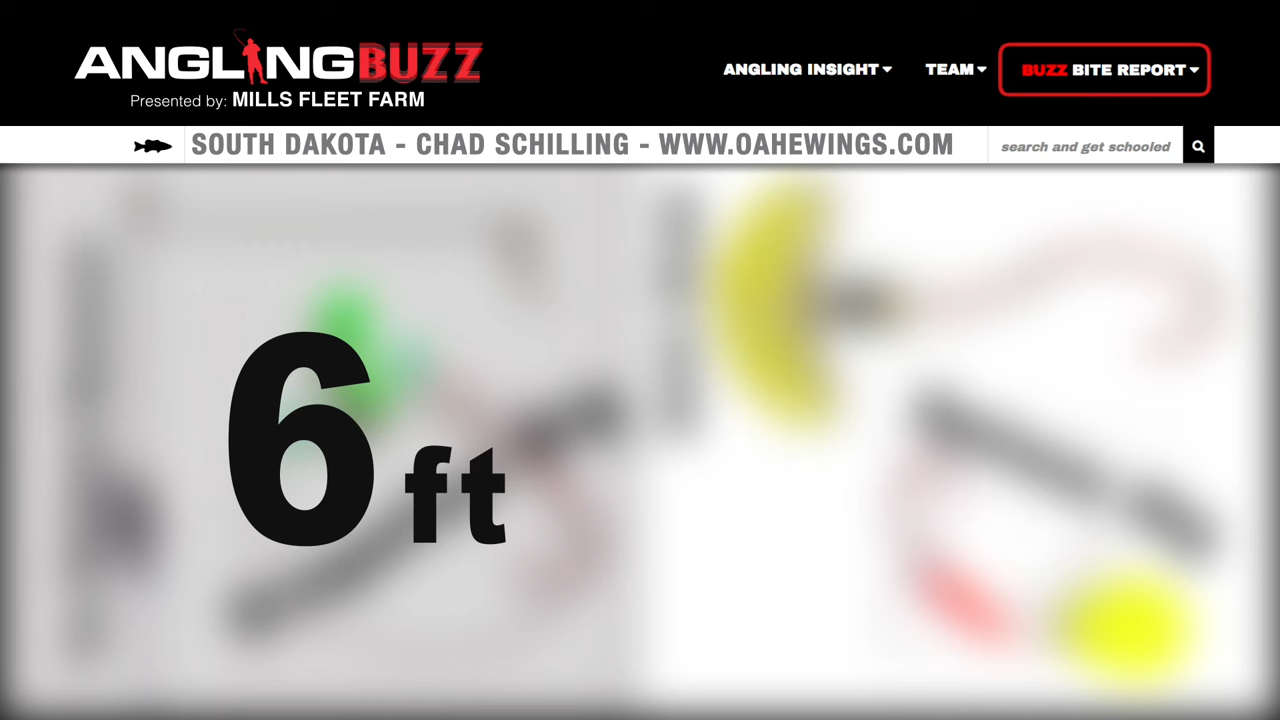 ANGLINGBUZZ
Presented by: MILLS FLEET FARM
ANGLING INSIGHT TEAM BUZZ BITE REPORT
SOUTH DAKOTA - CHAD SCHILLING - WWW.OAHEWINGS.COM
search and get schooled
6 ft